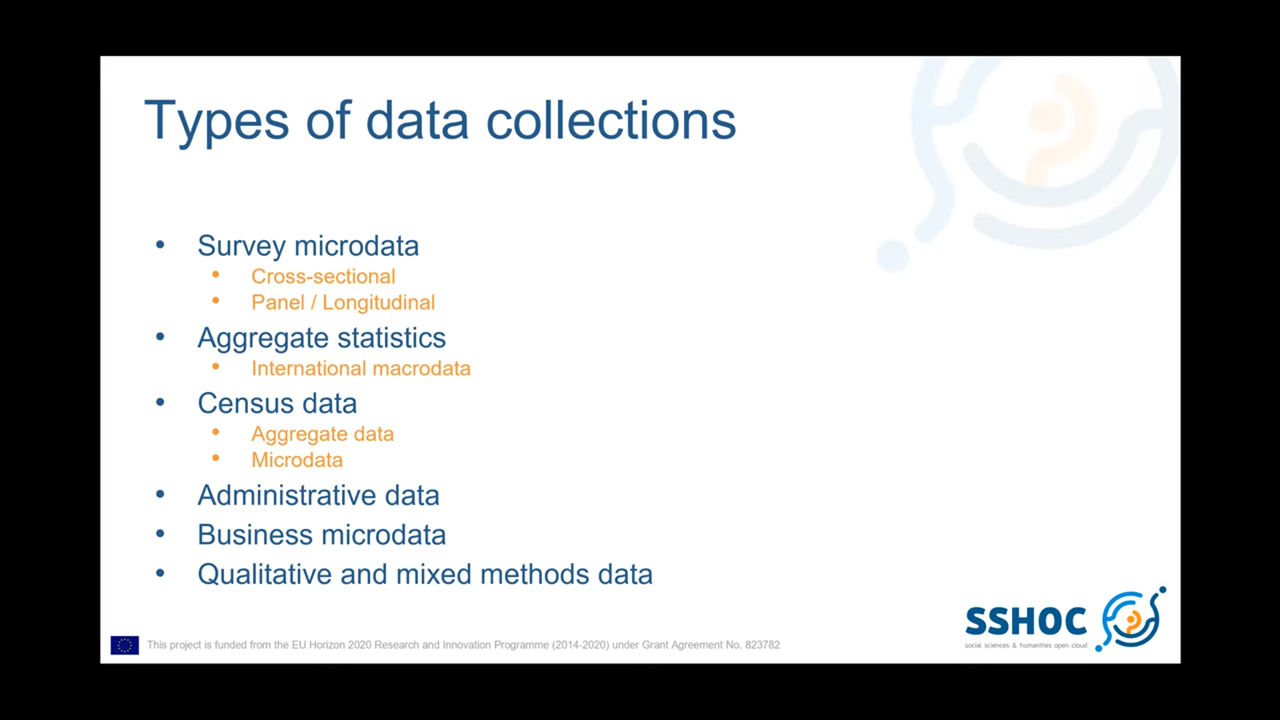 Types of data collections
• Survey microdata
• Cross-sectional
• Panel / Longitudinal
• Aggregate statistics
• International macrodata
• Census data
• Aggregate data
• Microdata
• Administrative data
• Business microdata
• Qualitative and mixed methods data
SSHOC
social sciences & humanities open cloud
This project is funded from the EU Horizon 2020 Research and Innovation Programme (2014-2020) under Grant Agreement No. 823782